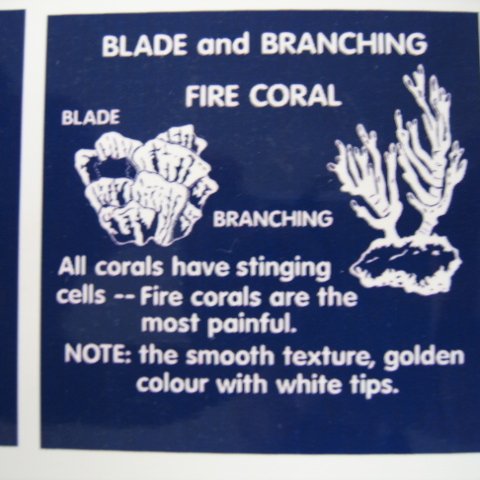 BLADE and BRANCHING
FIRE CORAL
BLADE
BRANCHING
All corals have stinging
cells -- Fire corals are the
most painful.
NOTE: the smooth texture, golden
colour with white tips.